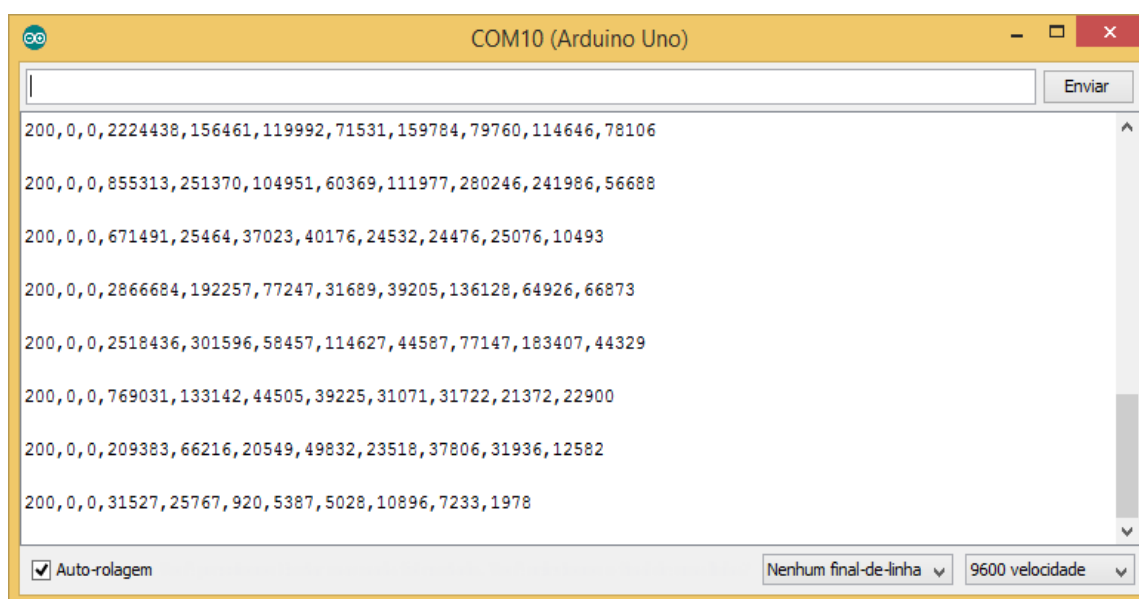 COM10 (Arduino Uno)
Enviar
200,0,0,2224438,156461,119992,71531,159784,79760,114646,78106
200,0,0,855313,251370,104951,60369,111977,280246,241986,56688
200,0,0,671491,25464,37023,40176,24532,24476,25076,10493
200,0,0,2866684,192257,77247,31689,39205,136128,64926,66873
200,0,0,2518436,301596,58457,114627,44587,77147,183407,44329
200,0,0,769031,133142,44505,39225,31071,31722,21372,22900
200,0,0,209383,66216,20549,49832,23518,37806,31936,12582
200,0,0,31527,25767,920,5387,5028,10896,7233,1978
Auto-rolagem Nenhum final-de-linha 9600 velocidade